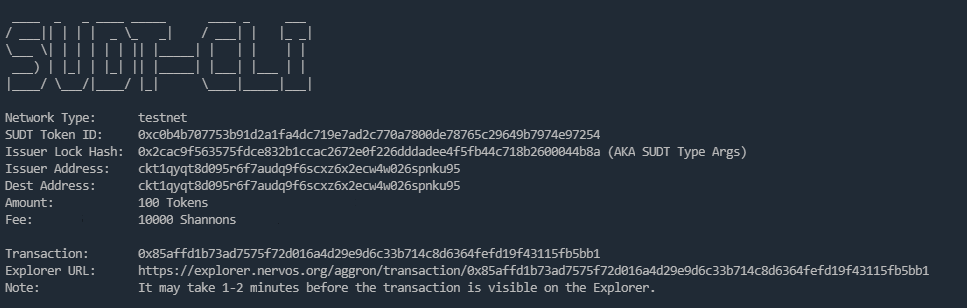 SUDT-CLI
Network Type: testnet
SUDT Token ID: 0xc0b4b707753b91d2a1fa4dc719e7ad2c770a7800de78765c29649b7974e97254
Issuer Lock Hash: 0x2cac9f563575fdce832b1ccac2672e0f226dddadee4f5fb44c718b2600044b8a (AKA SUDT Type Args)
Issuer Address: ckt1qyqt8d095r6f7audq9f6scxz6x2ecw4w026spnku95
Dest Address: ckt1qyqt8d095r6f7audq9f6scxz6x2ecw4w026spnku95
Amount: 100 Tokens
Fee: 10000 Shannons
Transaction: 0x85affd1b73ad7575f72d016a4d29e9d6c33b714c8d6364fefd19f43115fb5bb1
Explorer URL: https://explorer.nervos.org/aggron/transaction/0x85affd1b73ad7575f72d016a4d29e9d6c33b714c8d6364fefd19f43115fb5bb1
Note: It may take 1-2 minutes before the transaction is visible on the Explorer.